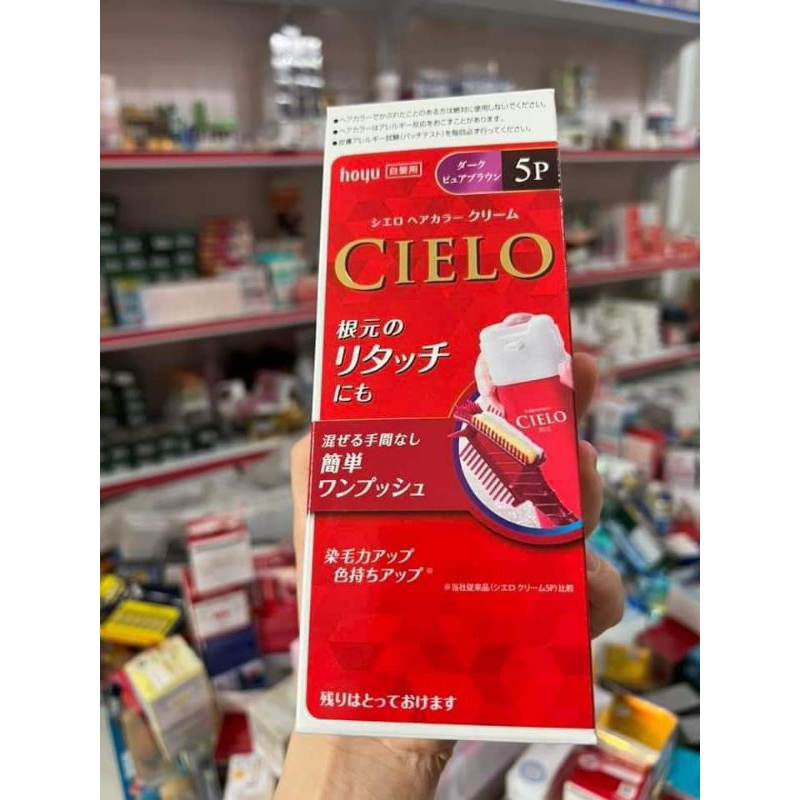 ●ヘアカラーでかぶれたことのある方は絶対に使用しないでください。
●ヘアカラーはアレルギー反応をおこすことがあります。
●皮膚アレルギー試験(パッチテスト)を毎回必ず行ってください。
hoyu 白髪用
ダーク
ピュアブラウン 5P
シエロ ヘアカラー クリーム
CIELO
根元の
リタッチ
にも
CIELO
混ぜる手間なし
簡単
ワンプッシュ
染毛力アップ
色持ちアップ※
※当社従来品(シエロ クリーム5P)比較
残りはとっておけます